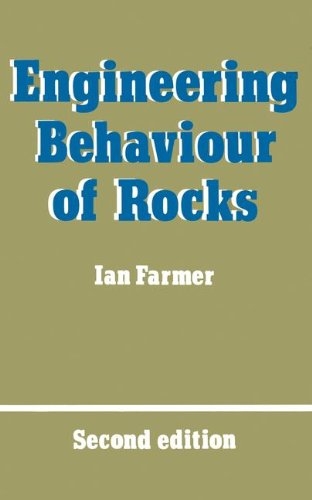 Engineering
Behaviour
of Rocks
Ian Farmer
Second edition